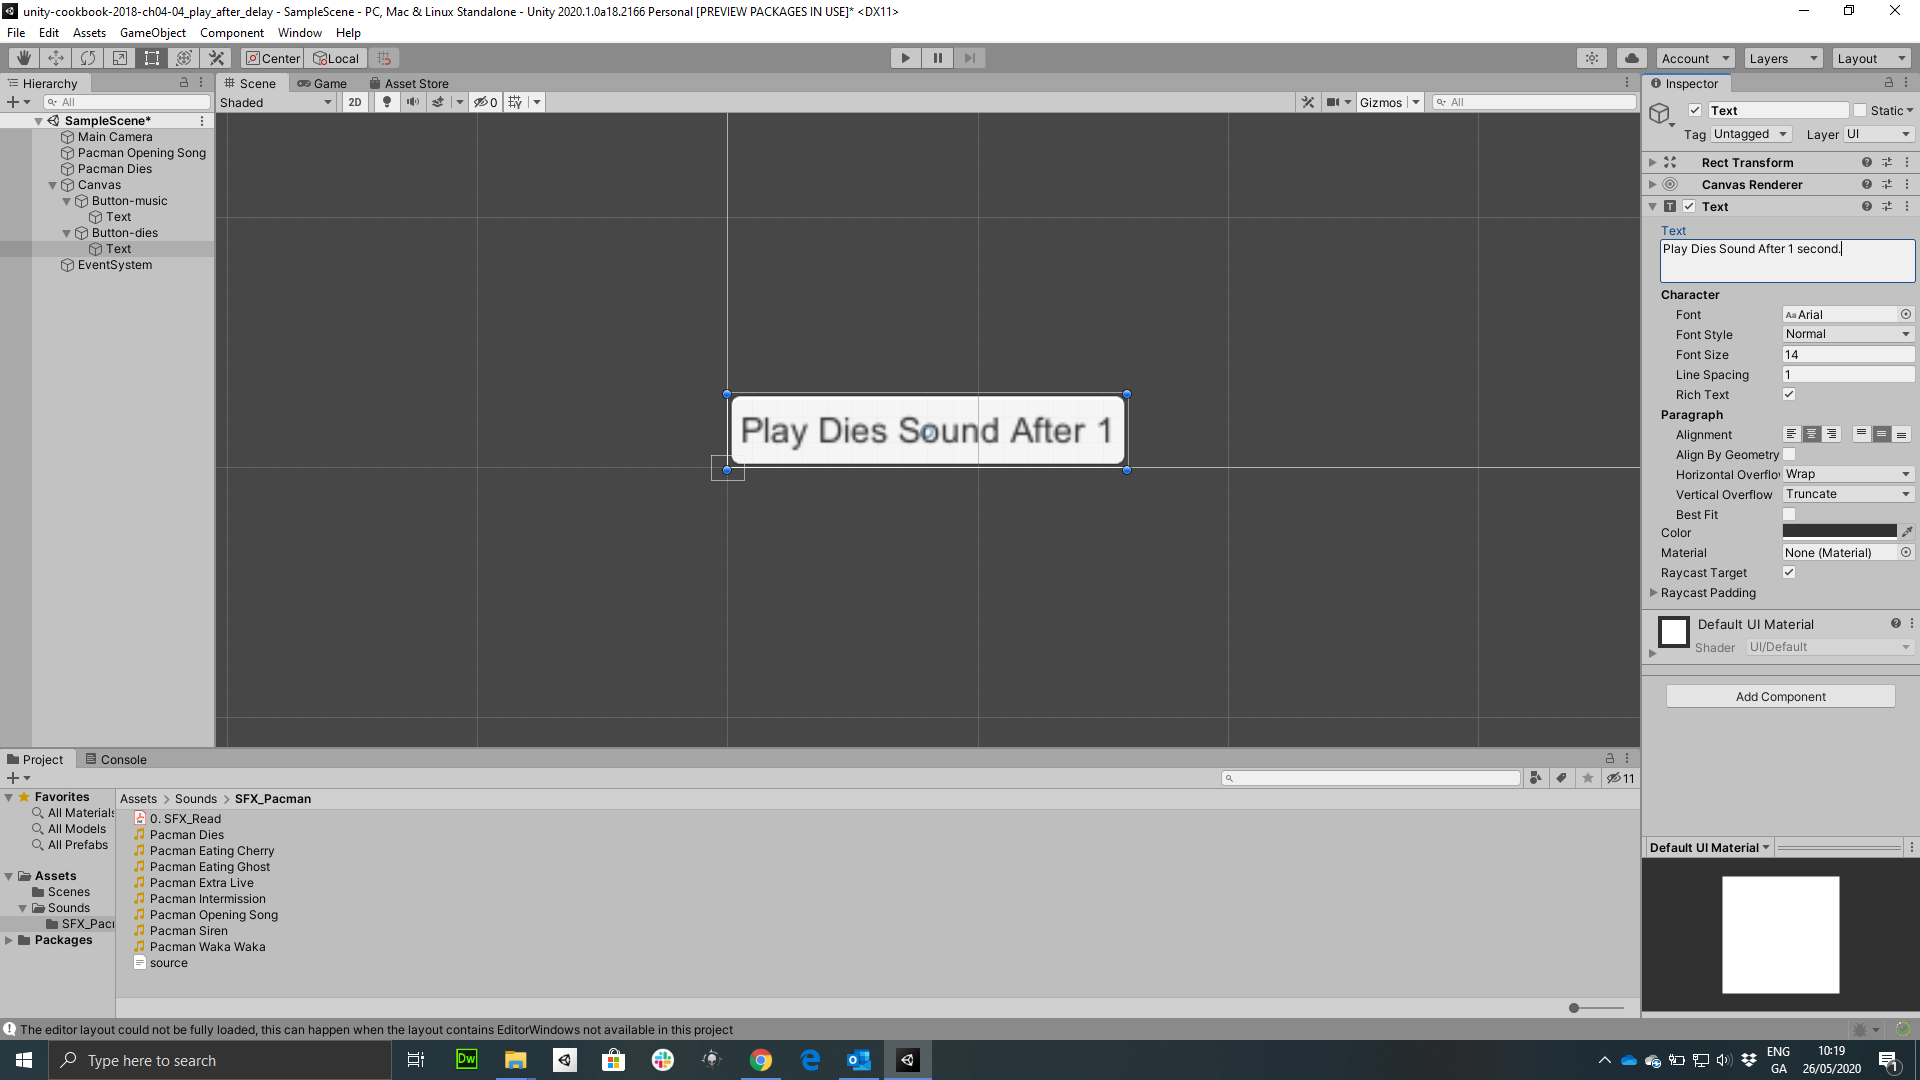 unity-cookbook-2018-ch04-04_play_after_delay - SampleScene - PC, Mac & Linux Standalone - Unity 2020.1.0a18.2166 Personal [PREVIEW PACKAGES IN USE]* <DX11>
File Edit Assets GameObject Component Window Help
Center Local Account Layers Layout
Hierarchy
All
SampleScene*
Main Camera
Pacman Opening Song
Pacman Dies
Canvas
Button-music
Text
Button-dies
Text
EventSystem
Scene Game Asset Store
Shaded 2D 0 Gizmos All
Play Dies Sound After 1
Inspector
Text Static
Tag Untagged Layer UI
Rect Transform
Canvas Renderer
Text
Text
Play Dies Sound After 1 second.
Character
Font Arial
Font Style Normal
Font Size 14
Line Spacing 1
Rich Text
Paragraph
Alignment
Align By Geometry
Horizontal Overflo Wrap
Vertical Overflow Truncate
Best Fit
Color
Material None (Material)
Raycast Target
Raycast Padding
Default UI Material
Shader UI/Default
Add Component
Default UI Material
Project Console
11
Favorites
All Materials
All Models
All Prefabs
Assets
Scenes
Sounds
SFX_Pacr
Packages
Assets > Sounds > SFX_Pacman
0. SFX_Read
Pacman Dies
Pacman Eating Cherry
Pacman Eating Ghost
Pacman Extra Live
Pacman Intermission
Pacman Opening Song
Pacman Siren
Pacman Waka Waka
source
The editor layout could not be fully loaded, this can happen when the layout contains EditorWindows not available in this project
Type here to search
Dw
ENG
GA
10:19
26/05/2020
1